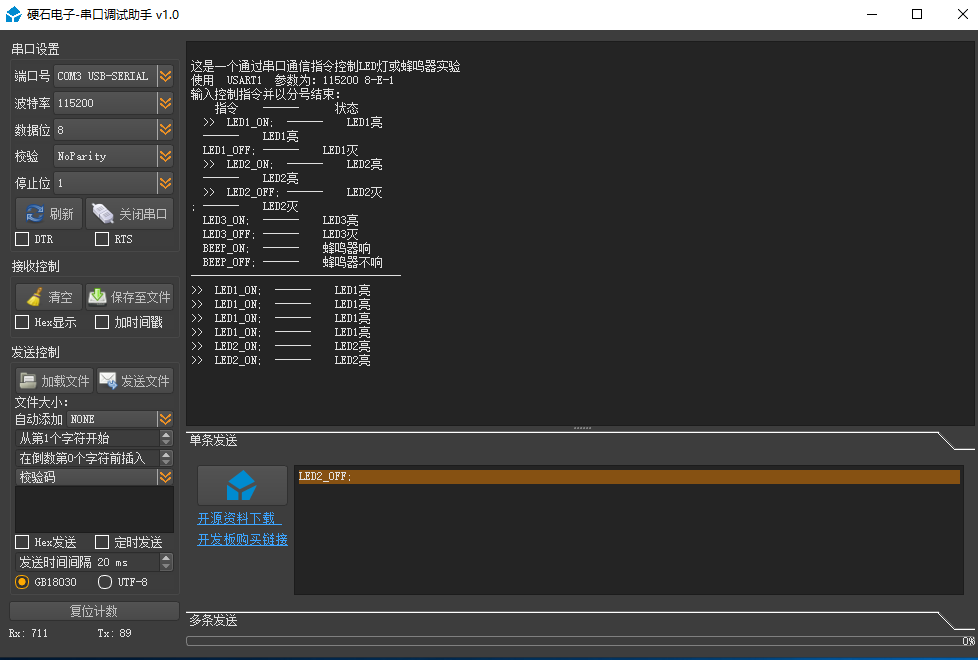 硬石电子-串口调试助手 v1.0
串口设置
端口号 COM3 USB-SERIAL
波特率 115200
数据位 8
校验 NoParity
停止位 1
刷新 关闭串口
DTR RTS
接收控制
清空 保存至文件
Hex显示 加时间戳
发送控制
加载文件 发送文件
文件大小:
自动添加 NONE
从第1个字符开始
在倒数第0个字符前插入
校验码
Hex发送 定时发送
发送时间间隔 20 ms
GB18030 UTF-8
复位计数
Rx: 711 Tx: 89
这是一个通过串口通信指令控制LED灯或蜂鸣器实验
使用 USART1 参数为: 115200 8-E-1
输入控制指令并以分号结束:
指令 ——— 状态
>> LED1_ON; ——— LED1亮
——— LED1亮
LED1_OFF; ——— LED1灭
>> LED2_ON; ——— LED2亮
——— LED2亮
>> LED2_OFF; ——— LED2灭
; ——— LED2灭
LED3_ON; ——— LED3亮
LED3_OFF; ——— LED3灭
BEEP_ON; ——— 蜂鸣器响
BEEP_OFF; ——— 蜂鸣器不响
>> LED1_ON; ——— LED1亮
>> LED1_ON; ——— LED1亮
>> LED1_ON; ——— LED1亮
>> LED1_ON; ——— LED1亮
>> LED2_ON; ——— LED2亮
>> LED2_ON; ——— LED2亮
单条发送
LED2_OFF;
开源资料下载
开发板购买链接
多条发送
0%